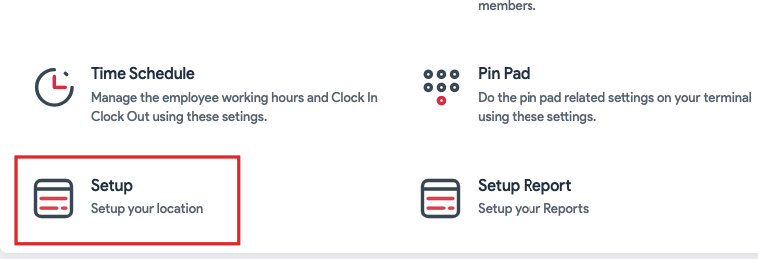 members.
Time Schedule
Manage the employee working hours and Clock In
Clock Out using these setings.
Pin Pad
Do the pin pad related settings on your terminal
using these settings.
Setup
Setup your location
Setup Report
Setup your Reports